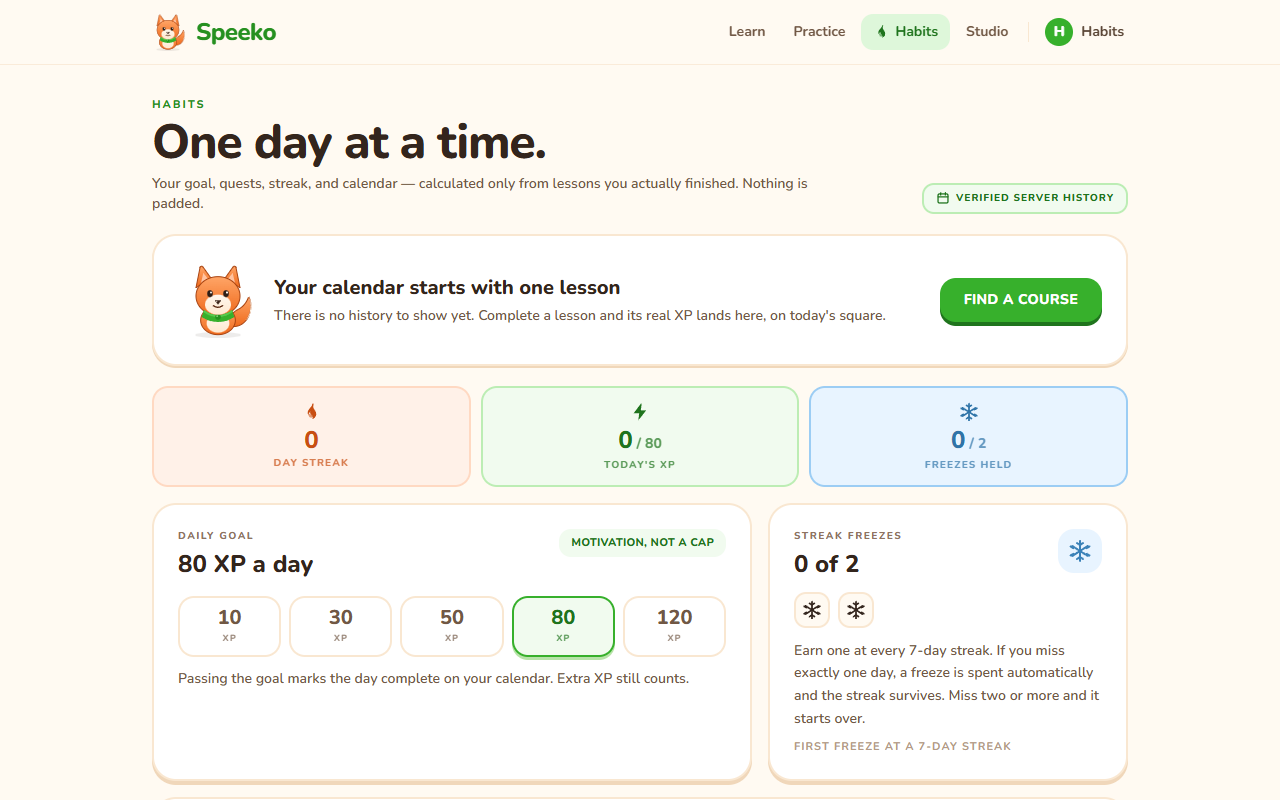 Speeko
Learn
Practice
Habits
Studio
H
Habits
HABITS
One day at a time.
Your goal, quests, streak, and calendar — calculated only from lessons you actually finished. Nothing is
padded.
VERIFIED SERVER HISTORY
Your calendar starts with one lesson
There is no history to show yet. Complete a lesson and its real XP lands here, on today's square.
FIND A COURSE
0
DAY STREAK
0 / 80
TODAY'S XP
0 / 2
FREEZES HELD
DAILY GOAL
80 XP a day
MOTIVATION, NOT A CAP
10
XP
30
XP
50
XP
80
XP
120
XP
Passing the goal marks the day complete on your calendar. Extra XP still counts.
STREAK FREEZES
0 of 2
Earn one at every 7-day streak. If you miss
exactly one day, a freeze is spent automatically
and the streak survives. Miss two or more and it
starts over.
FIRST FREEZE AT A 7-DAY STREAK